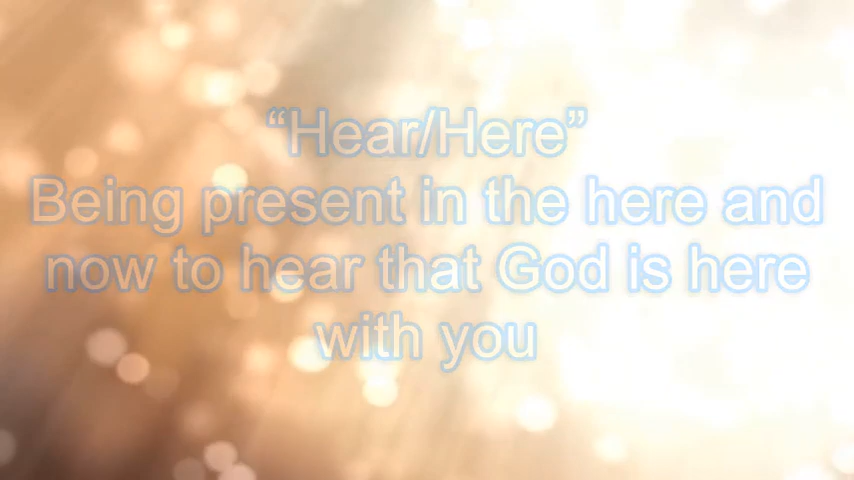 “Hear/Here”
Being present in the here and
now to hear that God is here
with you